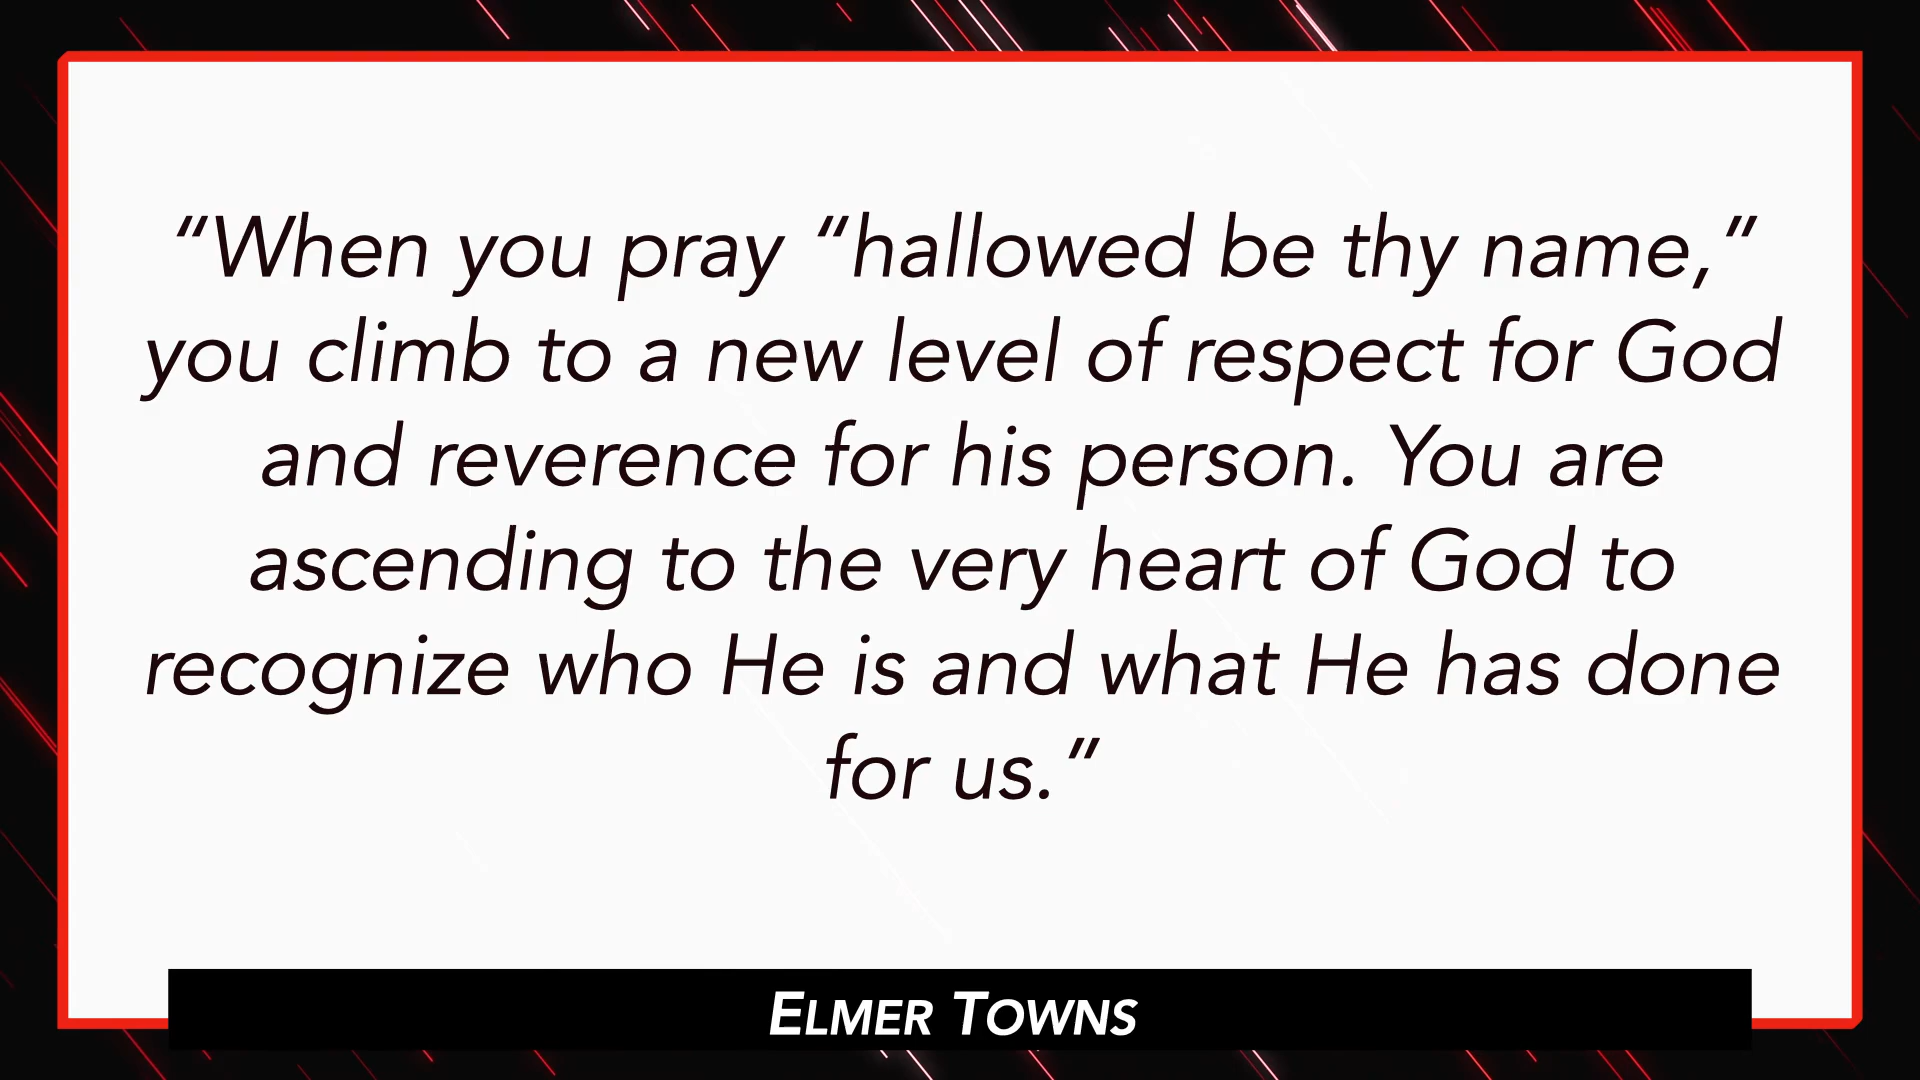 “When you pray “hallowed be thy name,”
you climb to a new level of respect for God
and reverence for his person. You are
ascending to the very heart of God to
recognize who He is and what He has done
for us.”
ELMER TOWNS